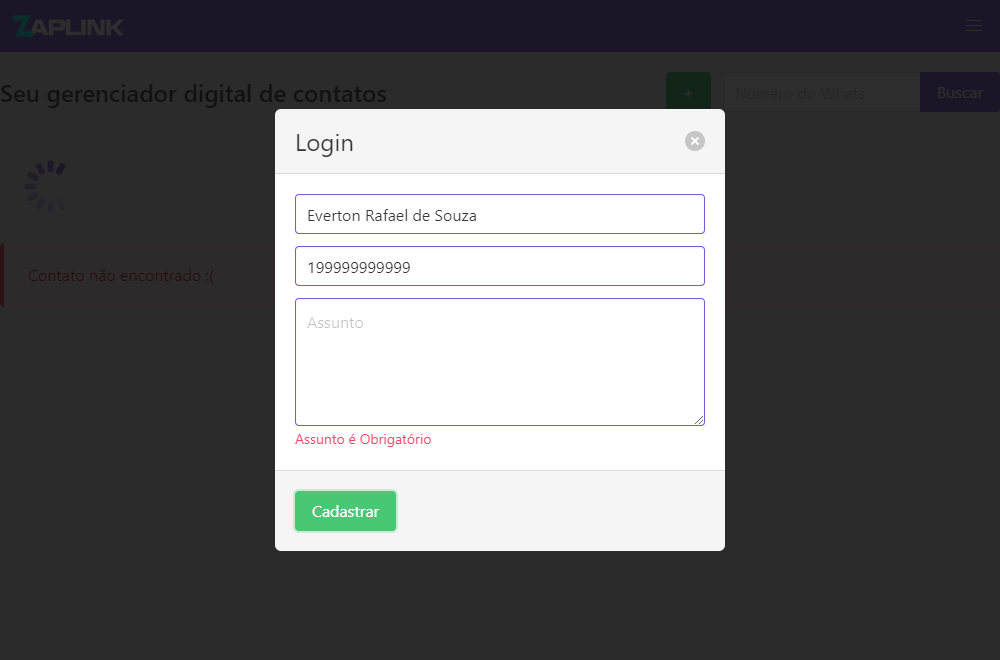 ZAPLINK
Seu gerenciador digital de contatos
+
Número do Whats
Buscar
Contato não encontrado :(
Login
Everton Rafael de Souza
199999999999
Assunto
Assunto é Obrigatório
Cadastrar